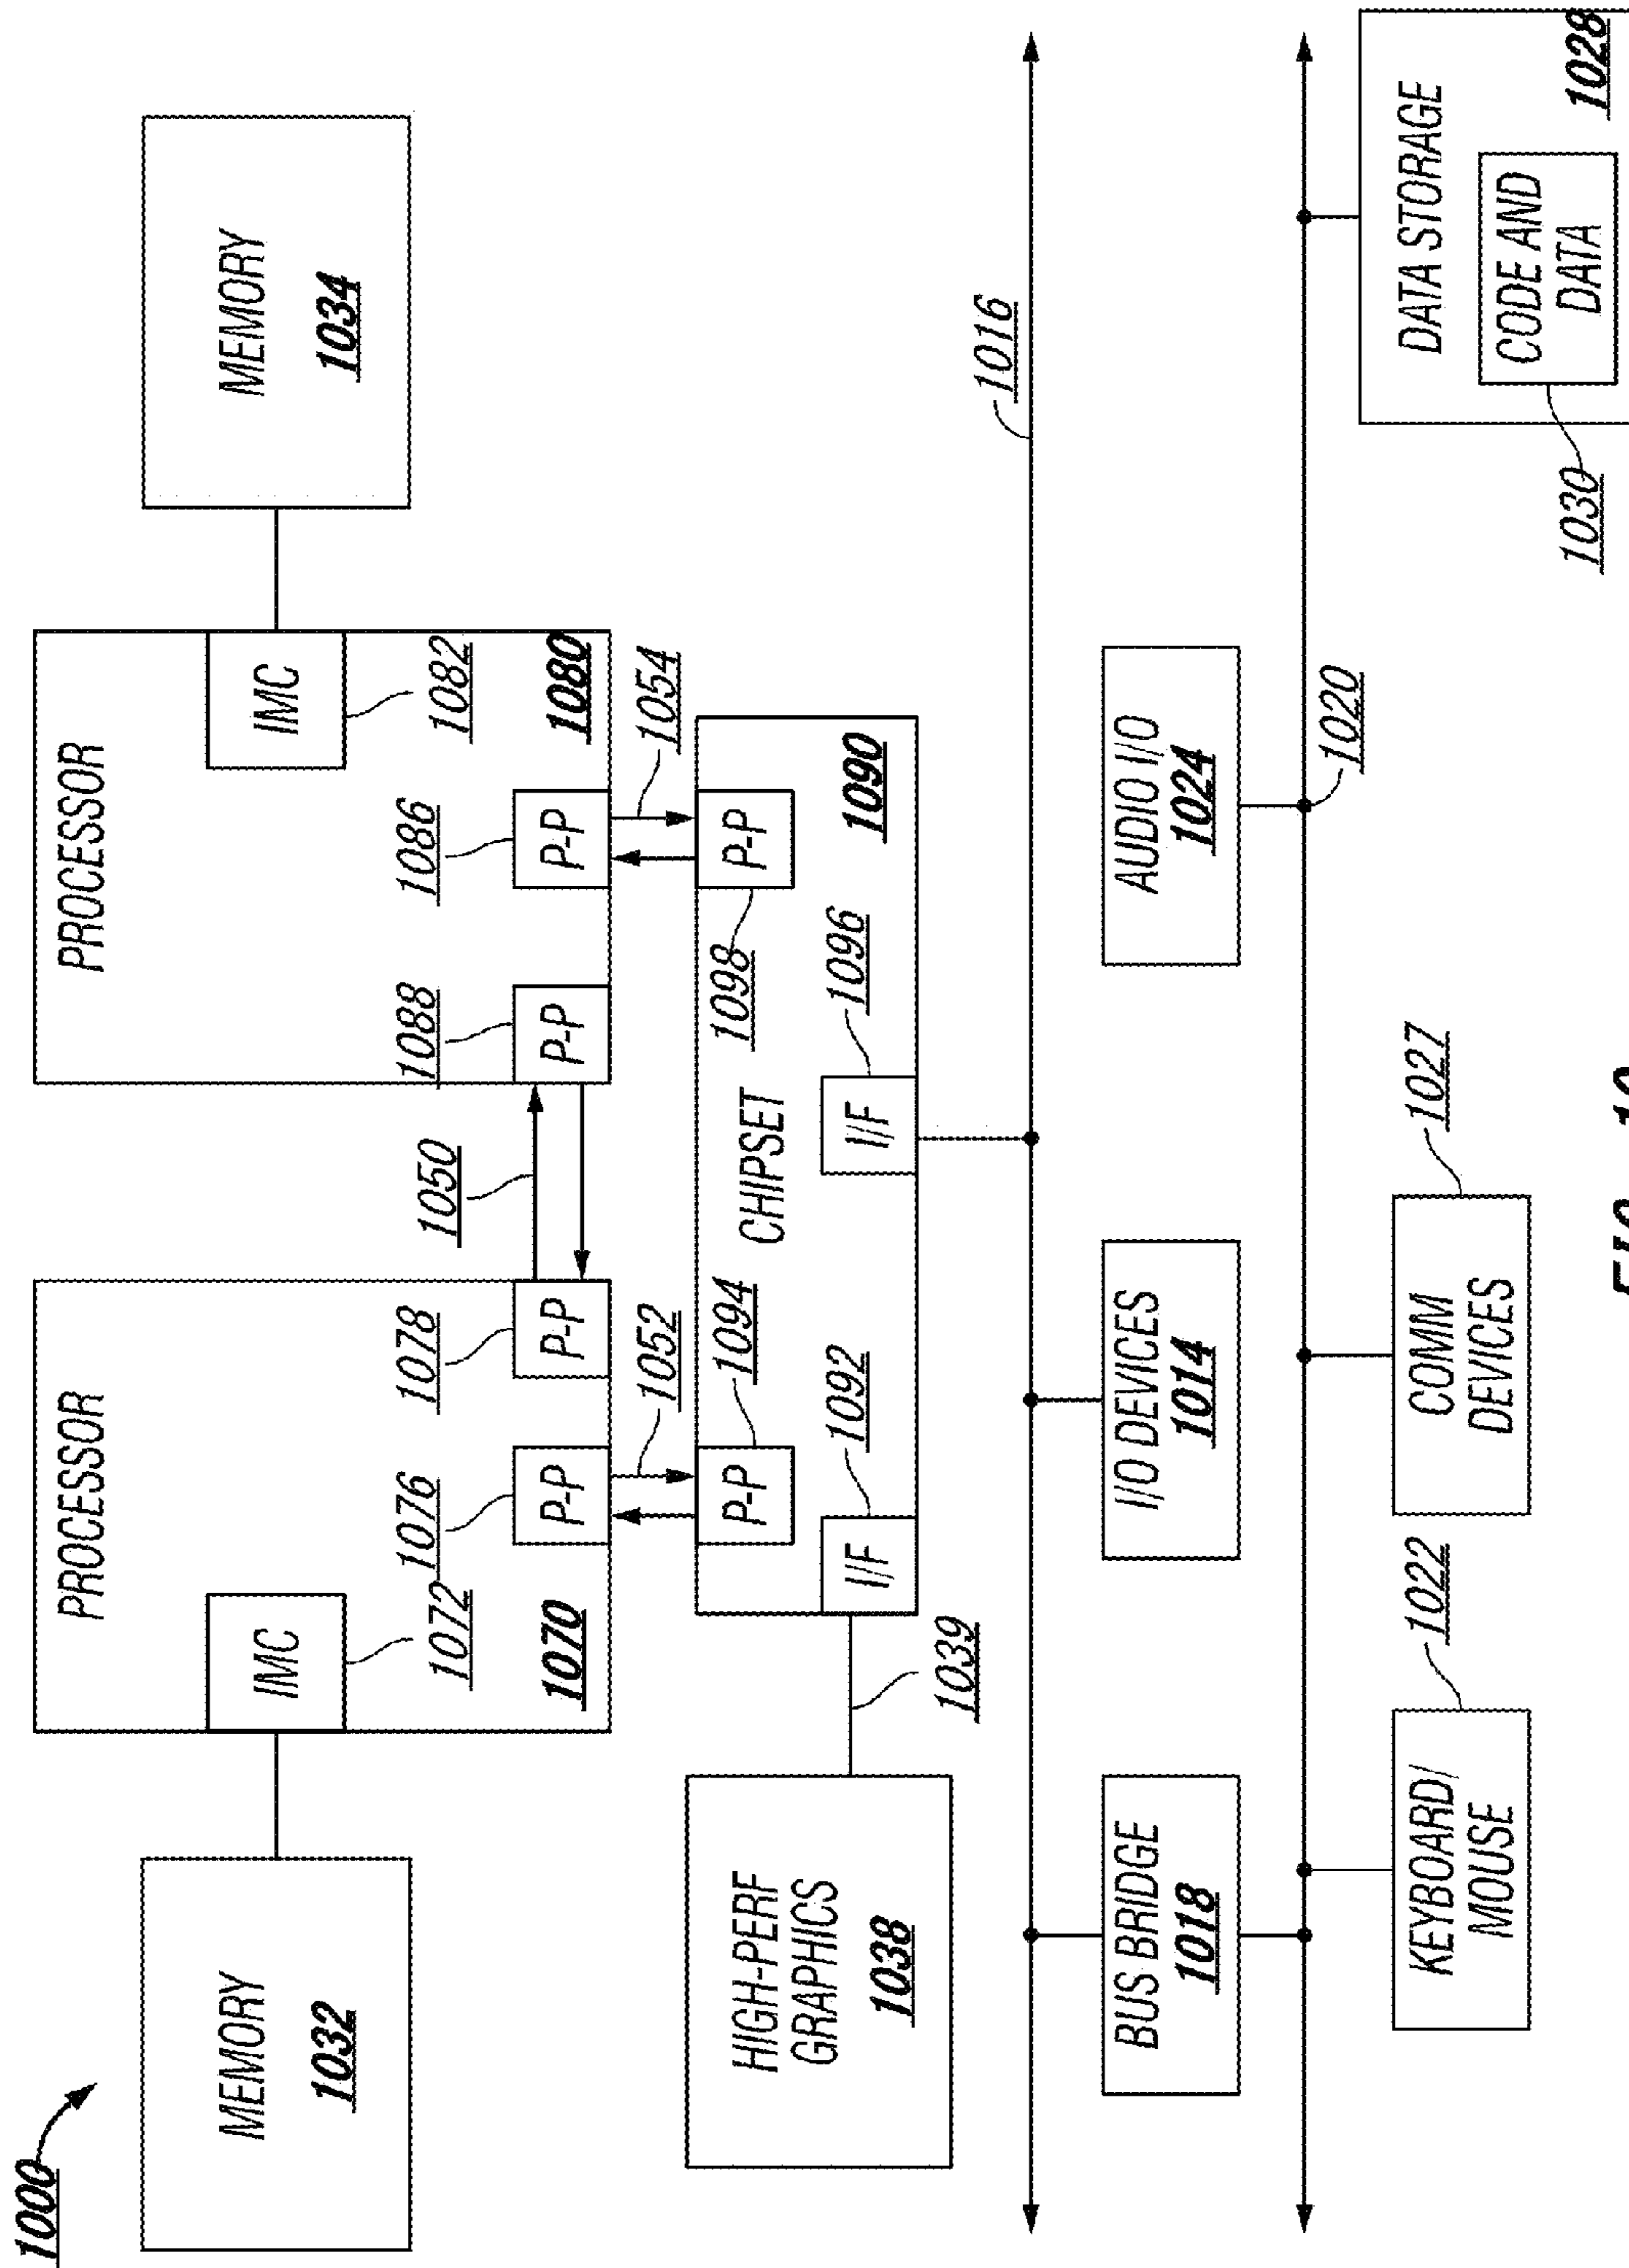 1000
MEMORY
1032
PROCESSOR
IMC
1072
1070
1076
P-P
1078
P-P
1050
PROCESSOR
1088
P-P
1086
P-P
IMC
1082
1080
MEMORY
1034
1052
1054
HIGH-PERF
GRAPHICS
1038
1039
P-P
1094
I/F
1092
CHIPSET
I/F
1096
P-P
1098
1090
1016
BUS BRIDGE
1018
I/O DEVICES
1014
AUDIO I/O
1024
1020
KEYBOARD/
MOUSE
1022
COMM
DEVICES
1027
DATA STORAGE
CODE AND
DATA
1030
1028